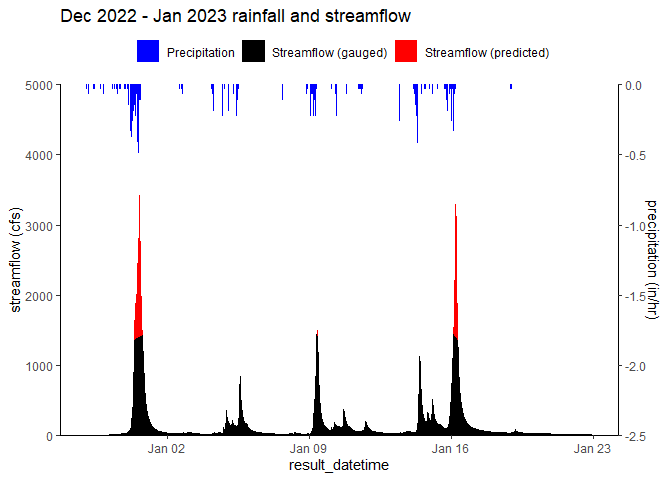 Dec 2022 - Jan 2023 rainfall and streamflow
Precipitation Streamflow (gauged) Streamflow (predicted)
5000
4000
3000
2000
1000
0
streamflow (cfs)
0.0
-0.5
-1.0
-1.5
-2.0
-2.5
precipitation (in/hr)
Jan 02 Jan 09 Jan 16 Jan 23
result_datetime